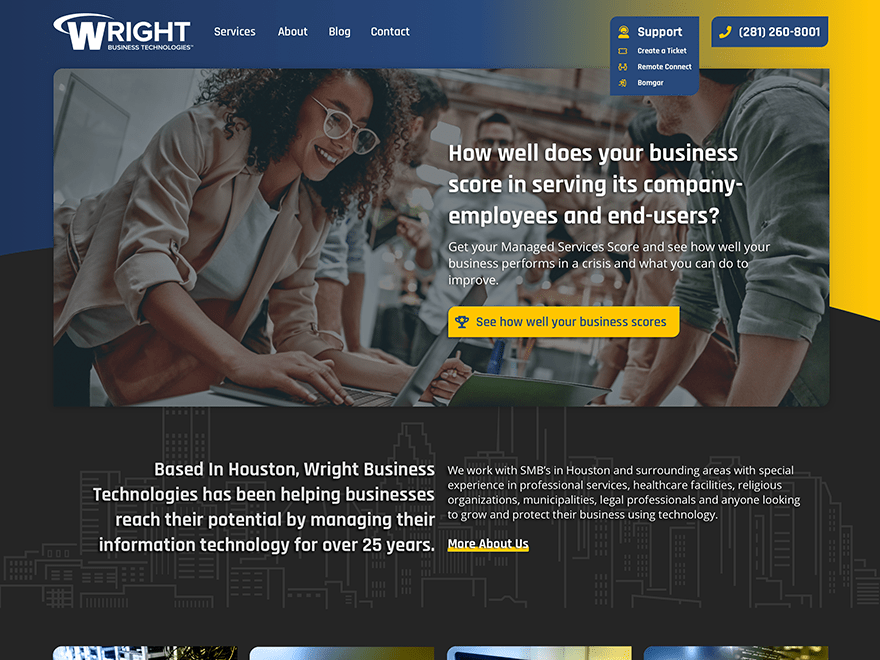 WRIGHT
BUSINESS TECHNOLOGIES™
Services
About
Blog
Contact
Support
Create a Ticket
Remote Connect
Bomgar
(281) 260-8001
How well does your business
score in serving its company-
employees and end-users?
Get your Managed Services Score and see how well your
business performs in a crisis and what you can do to
improve.
See how well your business scores
Based In Houston, Wright Business
Technologies has been helping businesses
reach their potential by managing their
information technology for over 25 years.
We work with SMB's in Houston and surrounding areas with special
experience in professional services, healthcare facilities, religious
organizations, municipalities, legal professionals and anyone looking
to grow and protect their business using technology.
More About Us